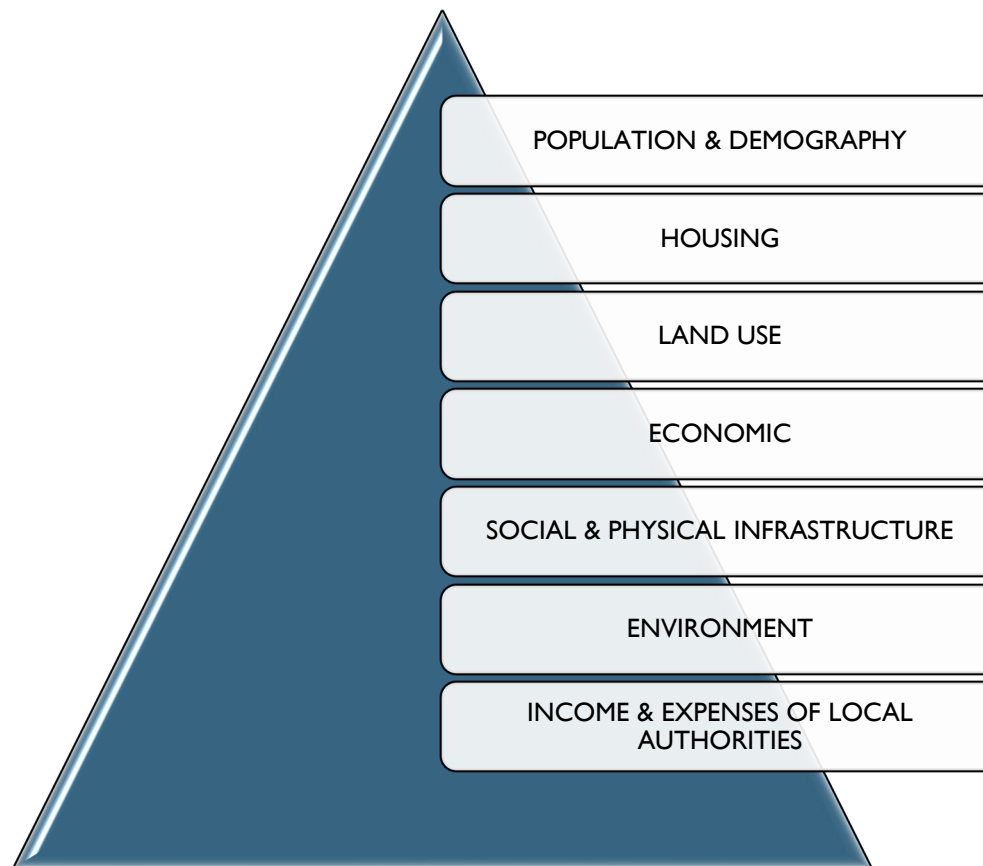 POPULATION & DEMOGRAPHY
HOUSING
LAND USE
ECONOMIC
SOCIAL & PHYSICAL INFRASTRUCTURE
ENVIRONMENT
INCOME & EXPENSES OF LOCAL
AUTHORITIES